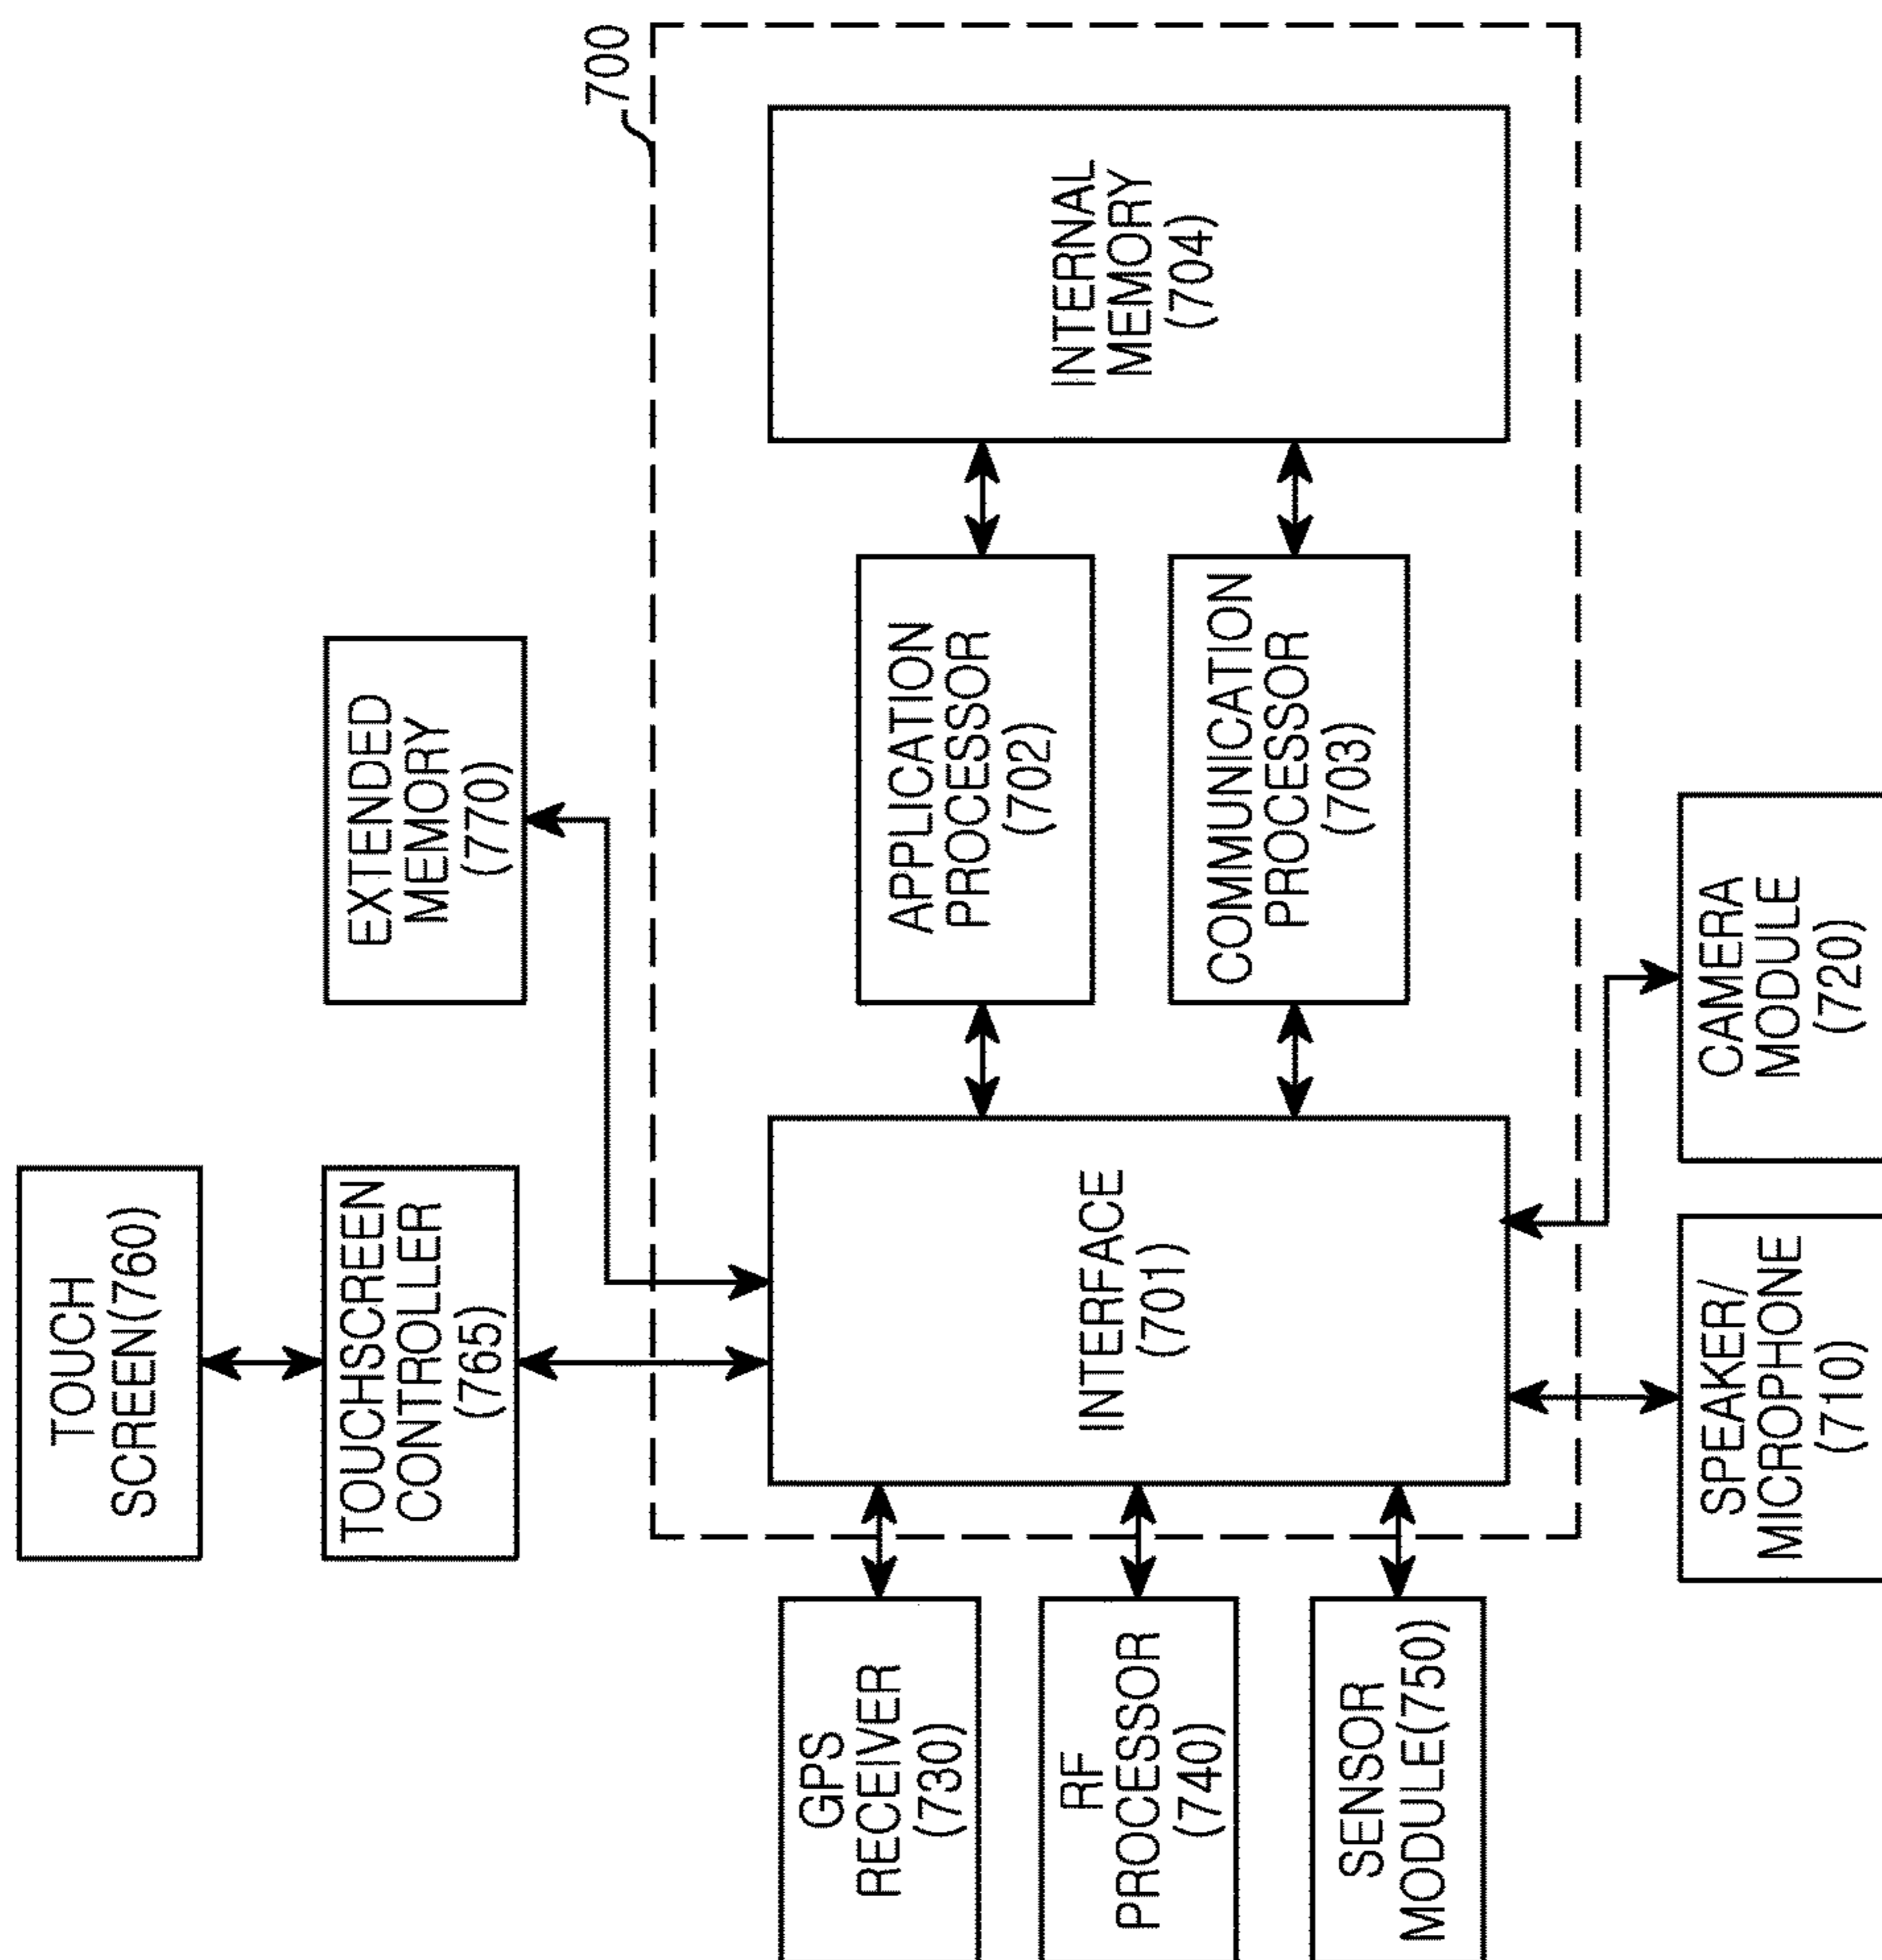 TOUCH
SCREEN(760)
TOUCHSCREEN
CONTROLLER
(765)
EXTENDED
MEMORY
(770)
700
GPS
RECEIVER
(730)
RF
PROCESSOR
(740)
SENSOR
MODULE(750)
INTERFACE
(701)
APPLICATION
PROCESSOR
(702)
COMMUNICATION
PROCESSOR
(703)
INTERNAL
MEMORY
(704)
SPEAKER/
MICROPHONE
(710)
CAMERA
MODULE
(720)